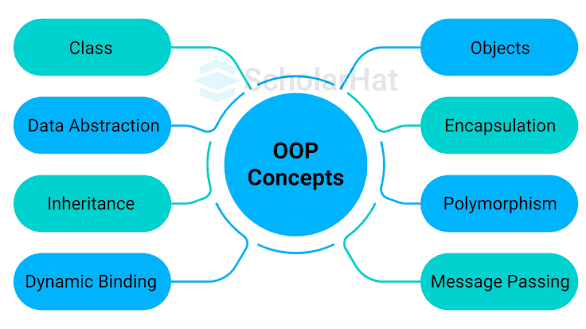 Class
Objects
ScholarHat
Data Abstraction
Encapsulation
OOP
Concepts
Inheritance
Polymorphism
Dynamic Binding
Message Passing